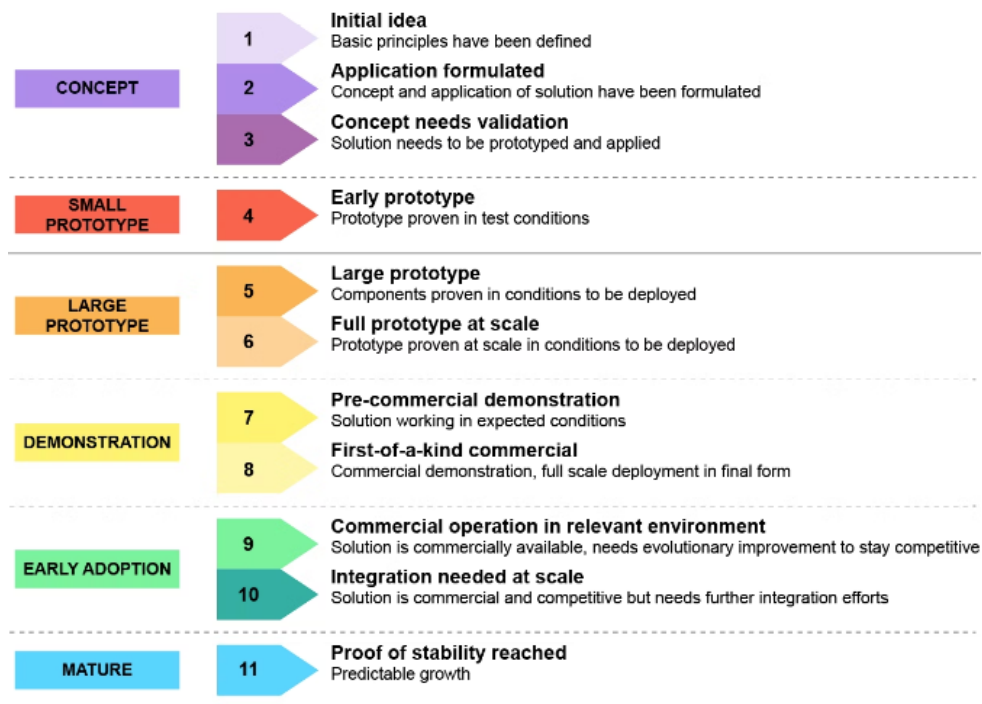 CONCEPT
1
Initial idea
Basic principles have been defined
2
Application formulated
Concept and application of solution have been formulated
3
Concept needs validation
Solution needs to be prototyped and applied
SMALL
PROTOTYPE
4
Early prototype
Prototype proven in test conditions
LARGE
PROTOTYPE
5
Large prototype
Components proven in conditions to be deployed
6
Full prototype at scale
Prototype proven at scale in conditions to be deployed
DEMONSTRATION
7
Pre-commercial demonstration
Solution working in expected conditions
8
First-of-a-kind commercial
Commercial demonstration, full scale deployment in final form
EARLY ADOPTION
9
Commercial operation in relevant environment
Solution is commercially available, needs evolutionary improvement to stay competitive
10
Integration needed at scale
Solution is commercial and competitive but needs further integration efforts
MATURE
11
Proof of stability reached
Predictable growth